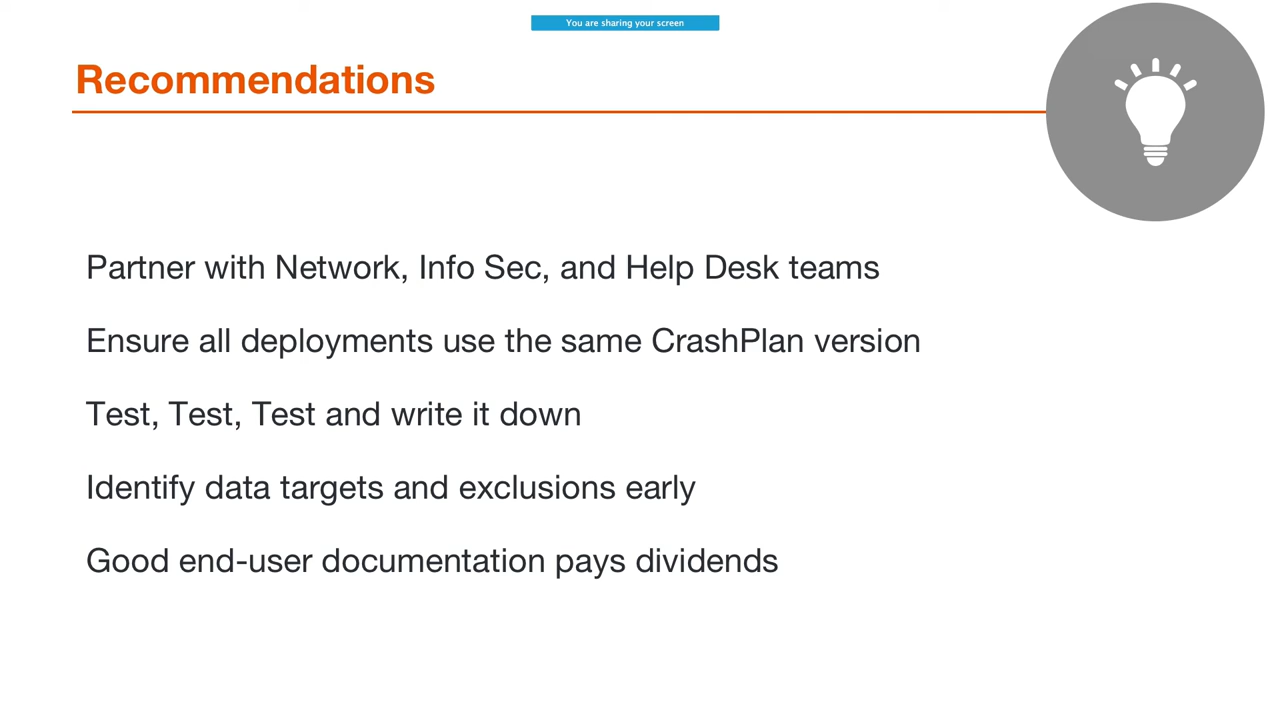 You are sharing your screen
Recommendations
Partner with Network, Info Sec, and Help Desk teams
Ensure all deployments use the same CrashPlan version
Test, Test, Test and write it down
Identify data targets and exclusions early
Good end-user documentation pays dividends